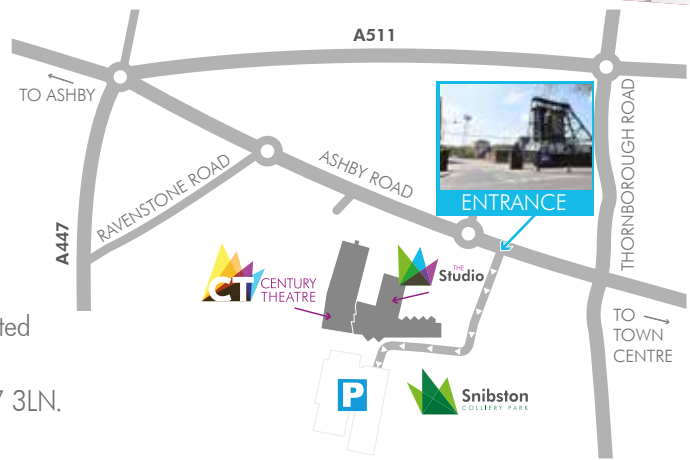 A511
TO ASHBY
THORNBOROUGH ROAD
RAVENSTONE ROAD
ASHBY ROAD
ENTRANCE
A447
CT CENTURY
THEATRE
THE
Studio
ted
TO
TOWN
CENTRE
3LN.
P
Snibston
COLLIERY PARK